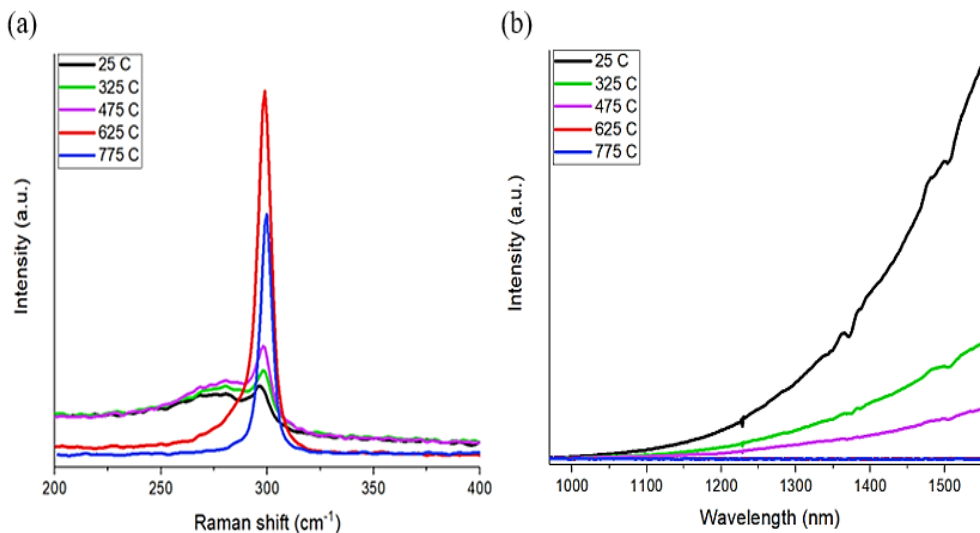 (a)
25 C
325 C
475 C
625 C
775 C
Intensity (a.u.)
200
250
300
350
400
Raman shift (cm⁻¹)
(b)
25 C
325 C
475 C
625 C
775 C
Intensity (a.u.)
1000
1100
1200
1300
1400
1500
Wavelength (nm)